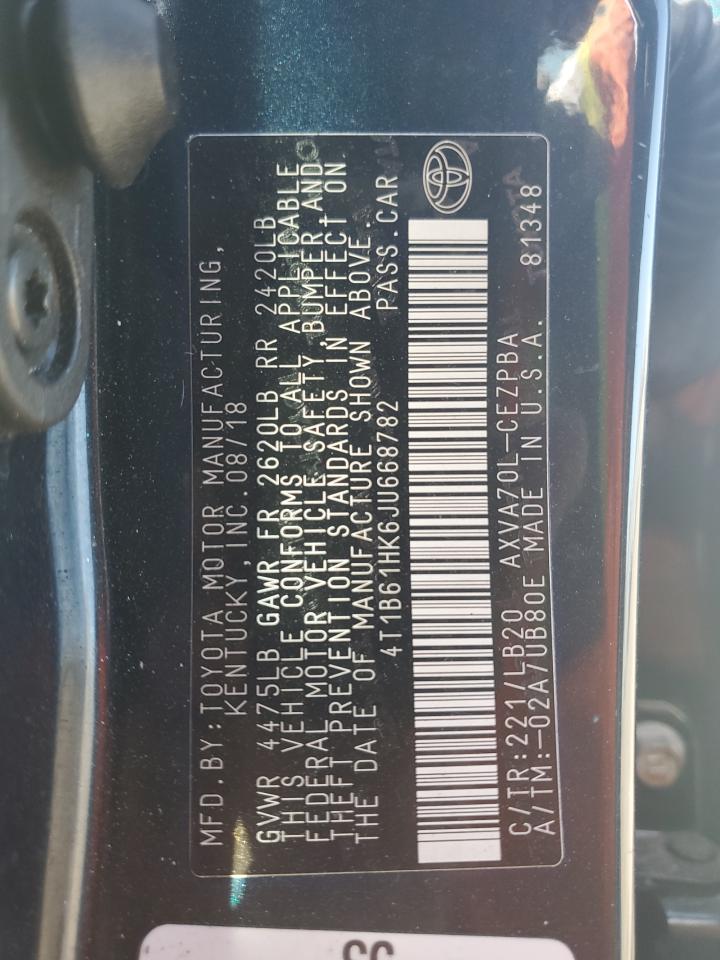 MFD.BY:TOYOTA MOTOR MANUFACTURING,
KENTUCKY,INC.08/18
GVWR 4475LB GAWR FR 2620LB RR 2420LB
THIS VEHICLE CONFORMS TO ALL APPLICABLE
FEDERAL MOTOR VEHICLE SAFETY, BUMPER AND
THEFT PREVENTION STANDARDS IN EFFECT ON
THE DATE OF MANUFACTURE SHOWN ABOVE.
4T1B61HK6JU668782 PASS.CAR
C/TR:221/LB20 AXVA70L-CEZPBA 81348
A/TM:-02A/UB80E MADE IN U.S.A.